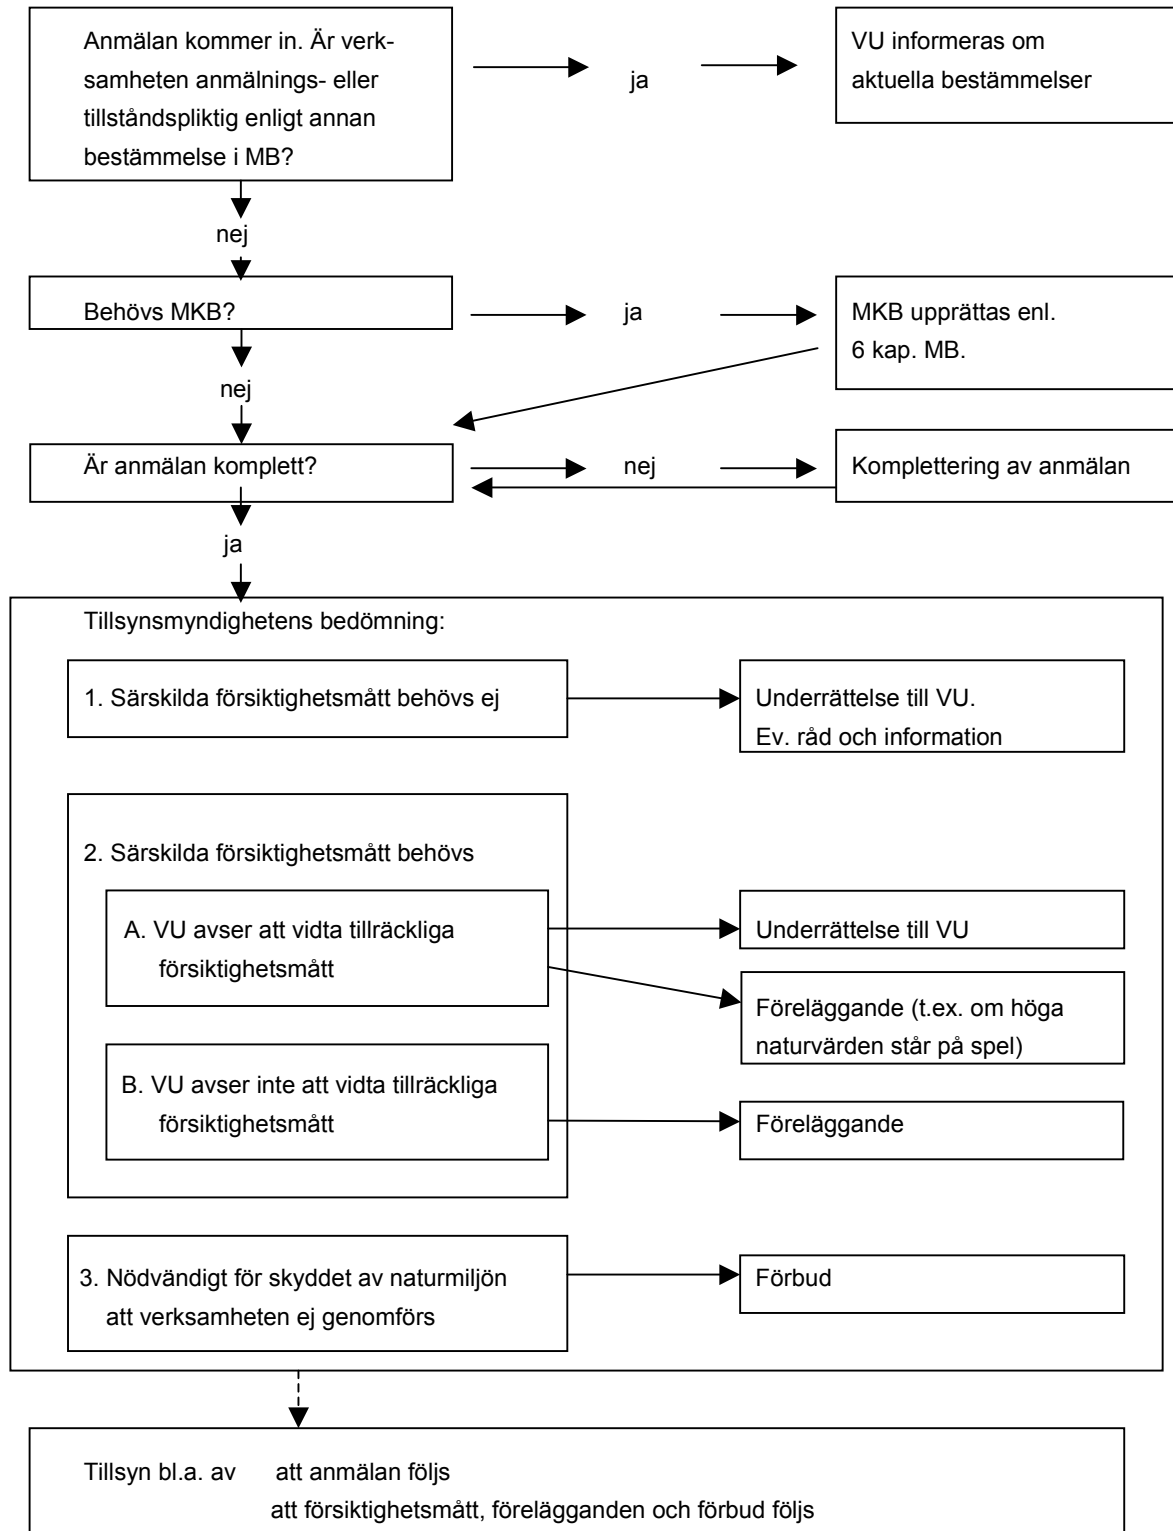 Anmälan kommer in. Är verk-
samheten anmälnings- eller
tillståndspliktig enligt annan
bestämmelse i MB?
ja
VU informeras om
aktuella bestämmelser
nej
Behövs MKB?
ja
MKB upprättas enl.
6 kap. MB.
nej
Är anmälan komplett?
nej
Komplettering av anmälan
ja
Tillsynsmyndighetens bedömning:
1. Särskilda försiktighetsmått behövs ej
Underrättelse till VU.
Ev. råd och information
2. Särskilda försiktighetsmått behövs
A. VU avser att vidta tillräckliga
försiktighetsmått
Underrättelse till VU
Föreläggande (t.ex. om höga
naturvärden står på spel)
B. VU avser inte att vidta tillräckliga
försiktighetsmått
Föreläggande
3. Nödvändigt för skyddet av naturmiljön
att verksamheten ej genomförs
Förbud
Tillsyn bl.a. av att anmälan följs
att försiktighetsmått, förelägganden och förbud följs